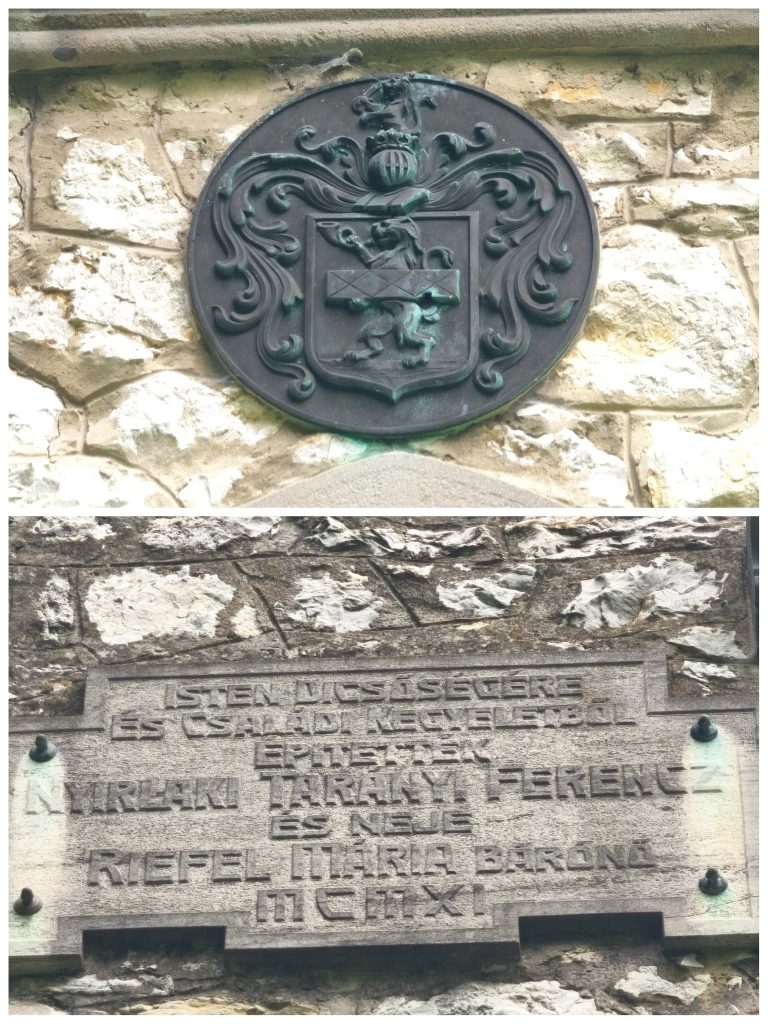 ISTEN DICSŐSÉGÉRE
ÉS CSALÁDI KEGYELETBŐL
ÉPITETTÉK
NYIRLAKI TARÁNYI FERENCZ
ÉS NEJE
RIEFEL MÁRIA BÁRÓNŐ
MCMXI